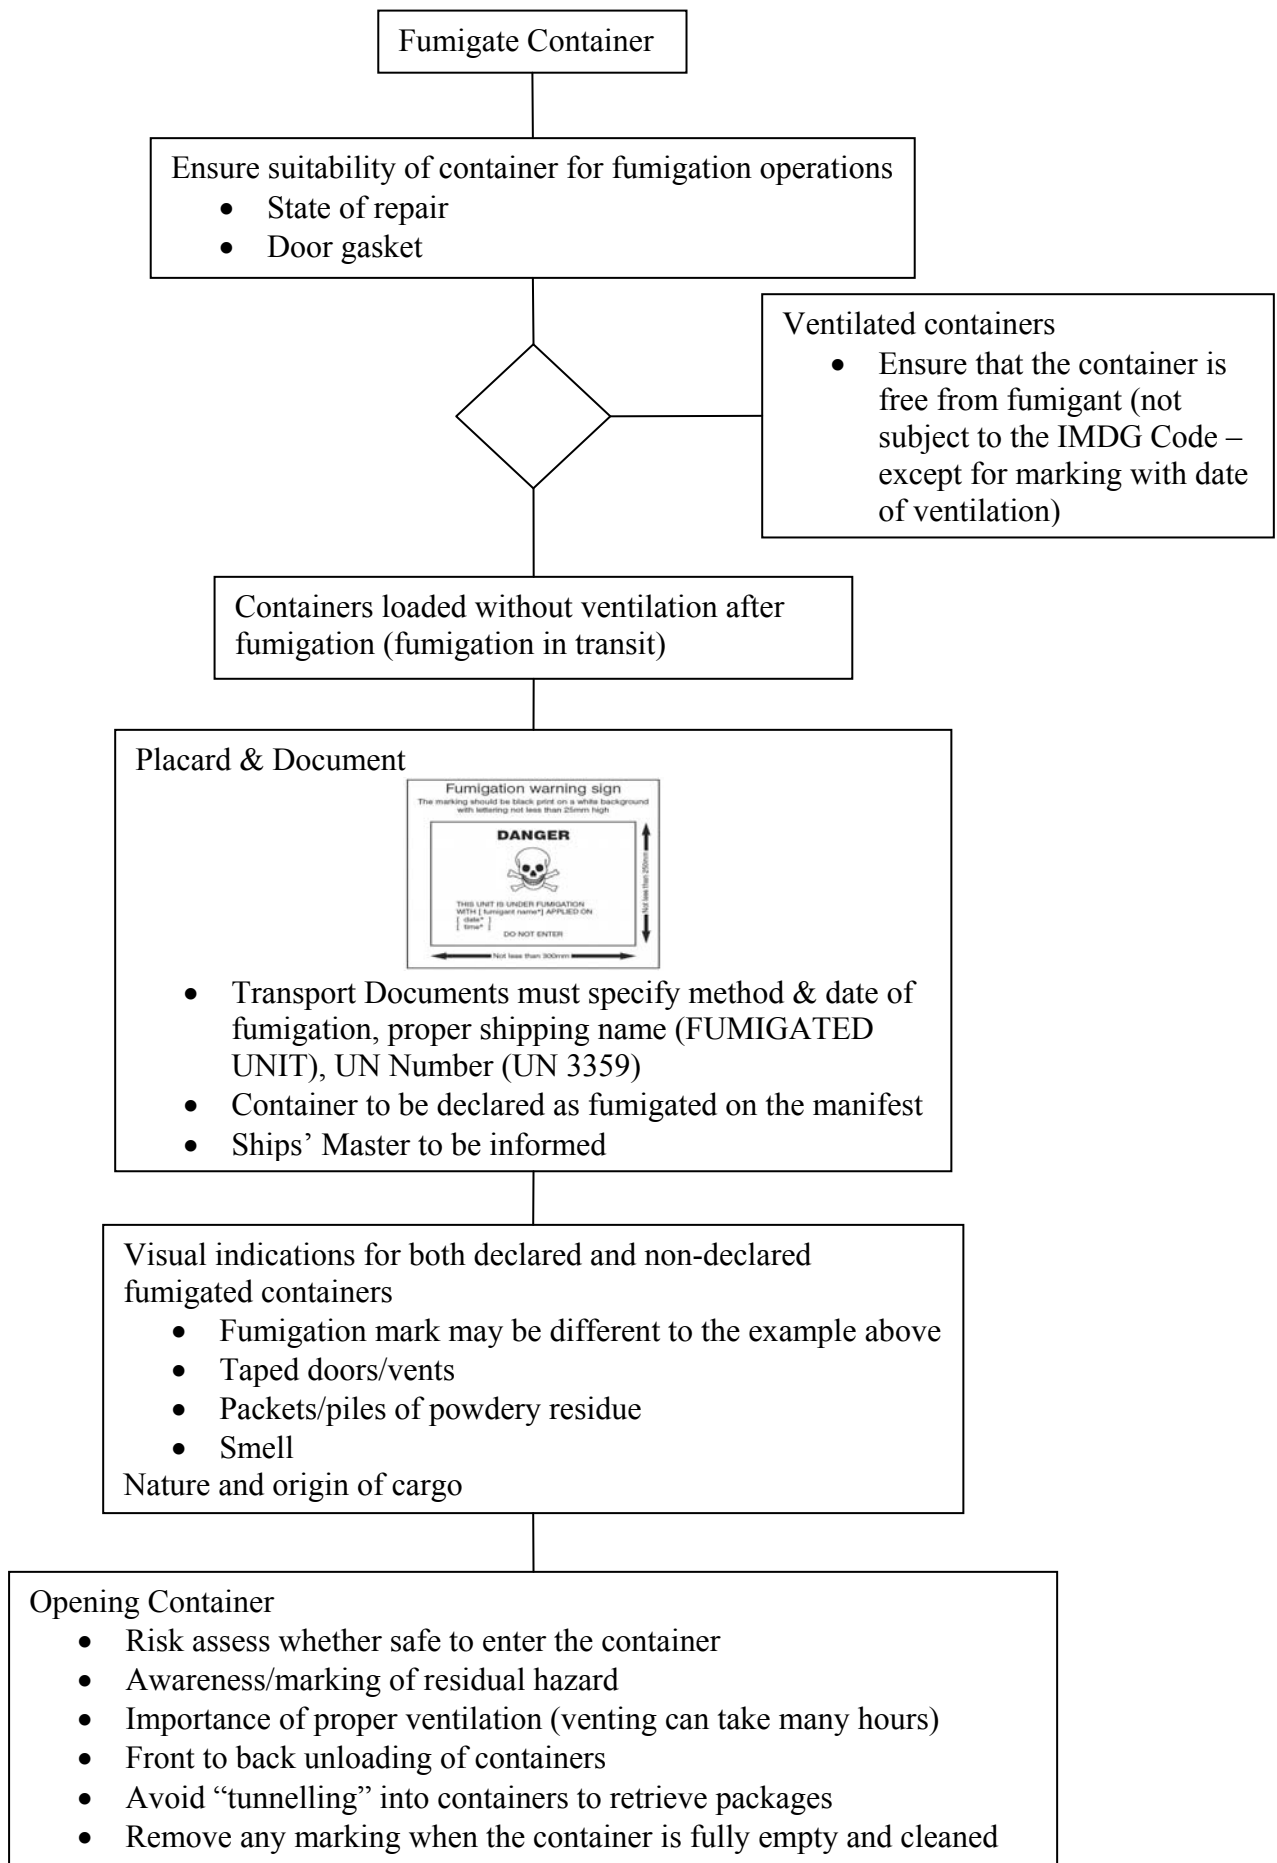 Fumigate Container
Ensure suitability of container for fumigation operations
• State of repair
• Door gasket
Ventilated containers
• Ensure that the container is
free from fumigant (not
subject to the IMDG Code –
except for marking with date
of ventilation)
Containers loaded without ventilation after
fumigation (fumigation in transit)
Placard & Document
Fumigation warning sign
The marking should be black print on a white background
with lettering not less than 25mm high
DANGER
THIS UNIT IS UNDER FUMIGATION
WITH [ fumigant name*] APPLIED ON
[ date* ]
[ time* ]
DO NOT ENTER
Not less than 250mm
Not less than 300mm
• Transport Documents must specify method & date of
fumigation, proper shipping name (FUMIGATED
UNIT), UN Number (UN 3359)
• Container to be declared as fumigated on the manifest
• Ships’ Master to be informed
Visual indications for both declared and non-declared
fumigated containers
• Fumigation mark may be different to the example above
• Taped doors/vents
• Packets/piles of powdery residue
• Smell
Nature and origin of cargo
Opening Container
• Risk assess whether safe to enter the container
• Awareness/marking of residual hazard
• Importance of proper ventilation (venting can take many hours)
• Front to back unloading of containers
• Avoid “tunnelling” into containers to retrieve packages
• Remove any marking when the container is fully empty and cleaned